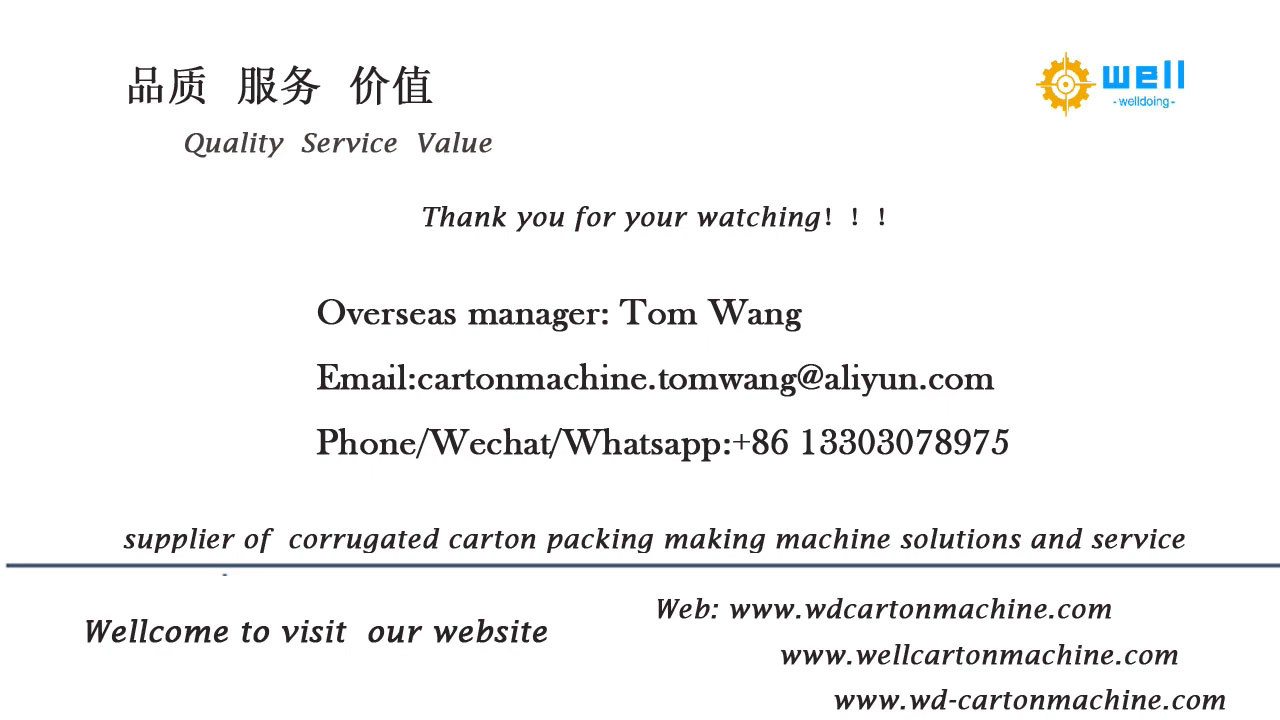 品质 服务 价值
well
-welldoing-
Quality Service Value
Thank you for your watching！！！
Overseas manager: Tom Wang
Email:cartonmachine.tomwang@aliyun.com
Phone/Wechat/Whatsapp:+86 13303078975
supplier of corrugated carton packing making machine solutions and service
Wellcome to visit our website
Web: www.wdcartonmachine.com
www.wellcartonmachine.com
www.wd-cartonmachine.com